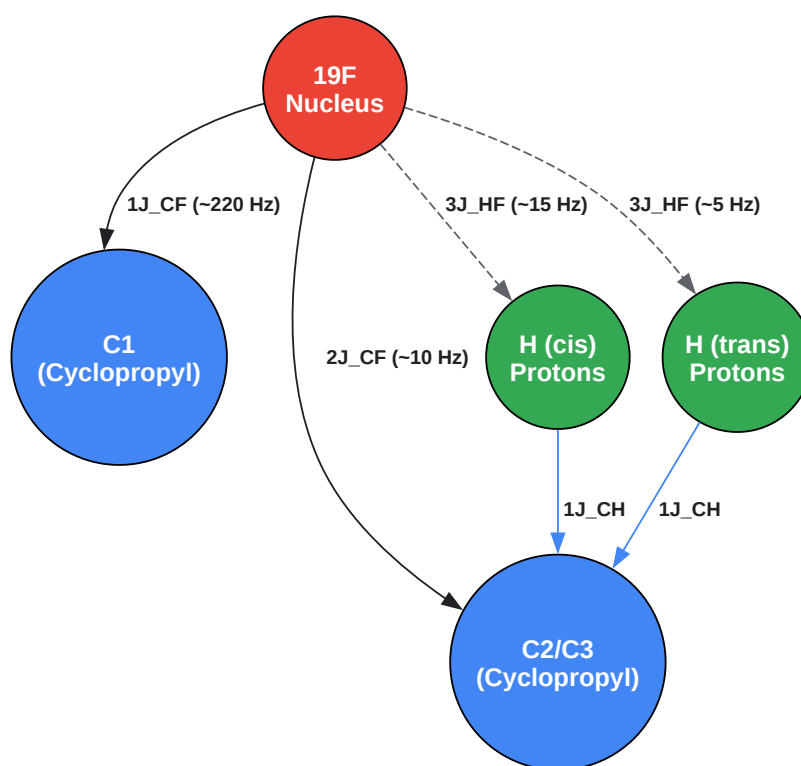 19F
Nucleus
1J_CF (~220 Hz)
3J_HF (~15 Hz)
3J_HF (~5 Hz)
C1
(Cyclopropyl)
2J_CF (~10 Hz)
H (cis)
Protons
H (trans)
Protons
1J_CH
1J_CH
C2/C3
(Cyclopropyl)